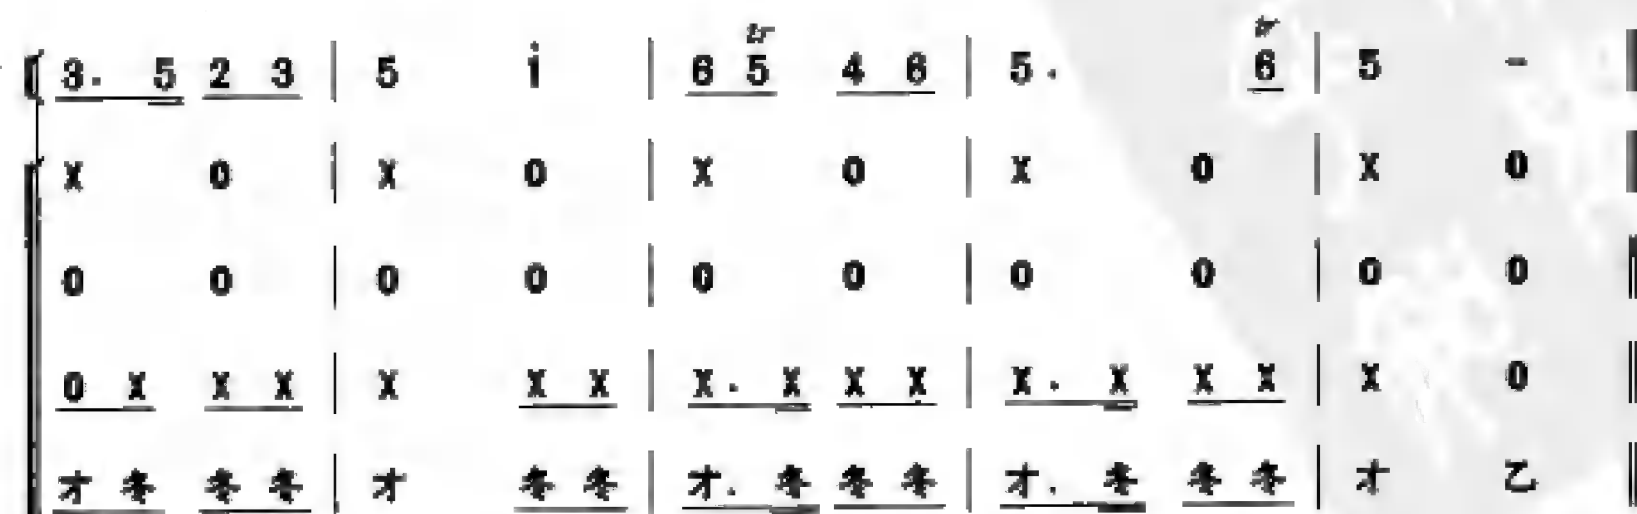 tr tr
3. 5 2 3 | 5 i | 6 5 4 6 | 5. 6 | 5 -
X 0 | X 0 | X 0 | X 0 | X 0
0 0 | 0 0 | 0 0 | 0 0 | 0 0
0 X X X | X X X | X. X X X | X. X X X | X 0
才 冬 冬 冬 | 才 冬 冬 | 才. 冬 冬 冬 | 才. 冬 冬 冬 | 才 乙